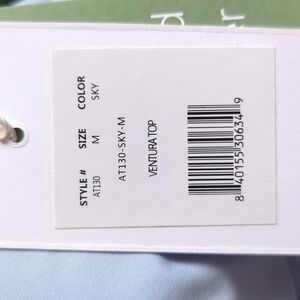 STYLE # SIZE COLOR
AT130 M SKY
AT130-SKY-M
VENTURA TOP
8 40155 30634 9